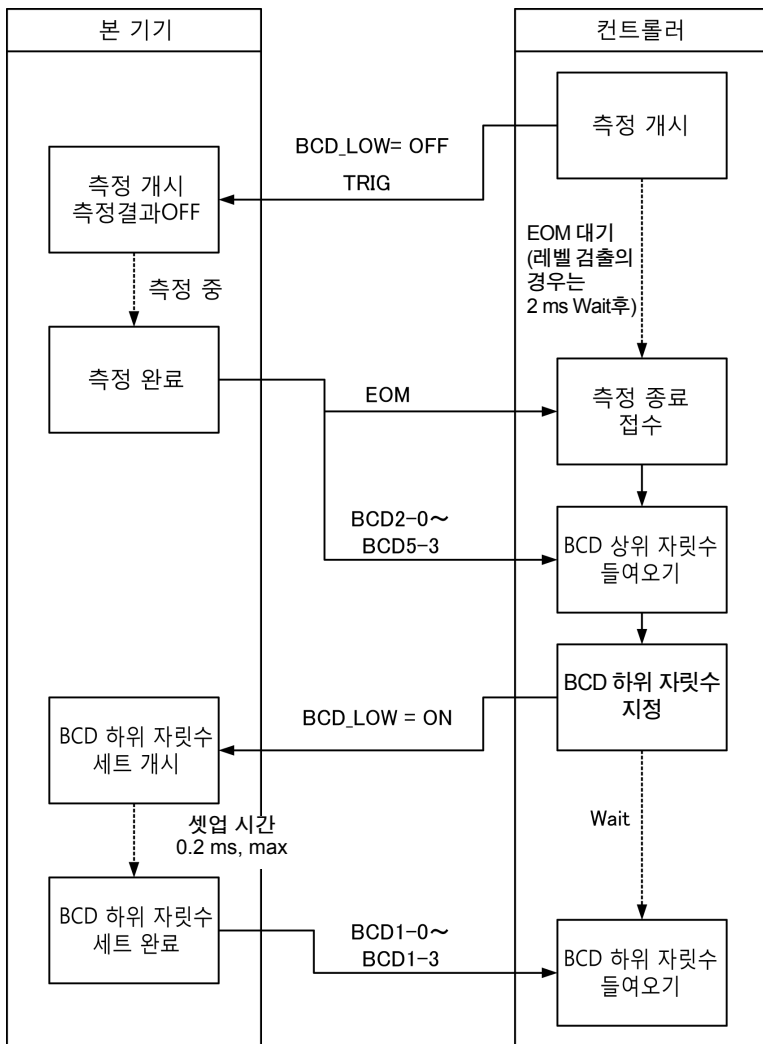 본 기기
컨트롤러
측정 개시
BCD_LOW= OFF
TRIG
측정 개시
측정결과OFF
EOM 대기
(레벨 검출의
경우는
2 ms Wait후)
측정 중
측정 완료
EOM
측정 종료
접수
BCD2-0～
BCD5-3
BCD 상위 자릿수
들여오기
BCD 하위 자릿수
지정
BCD_LOW = ON
BCD 하위 자릿수
세트 개시
Wait
셋업 시간
0.2 ms, max
BCD 하위 자릿수
세트 완료
BCD1-0～
BCD1-3
BCD 하위 자릿수
들여오기